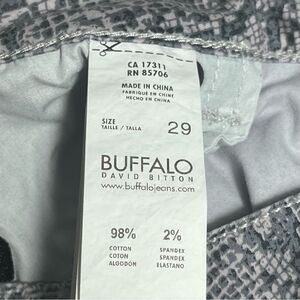 CA 17311
RN 85706
MADE IN CHINA
FABRIQUÉ EN CHINE
HECHO EN CHINA
SIZE
TAILLE / TALLA
29
BUFFALO
DAVID BITTON
www.buffalojeans.com
98% 2%
COTTON SPANDEX
COTON SPANDEX
ALGODÓN ELASTANO